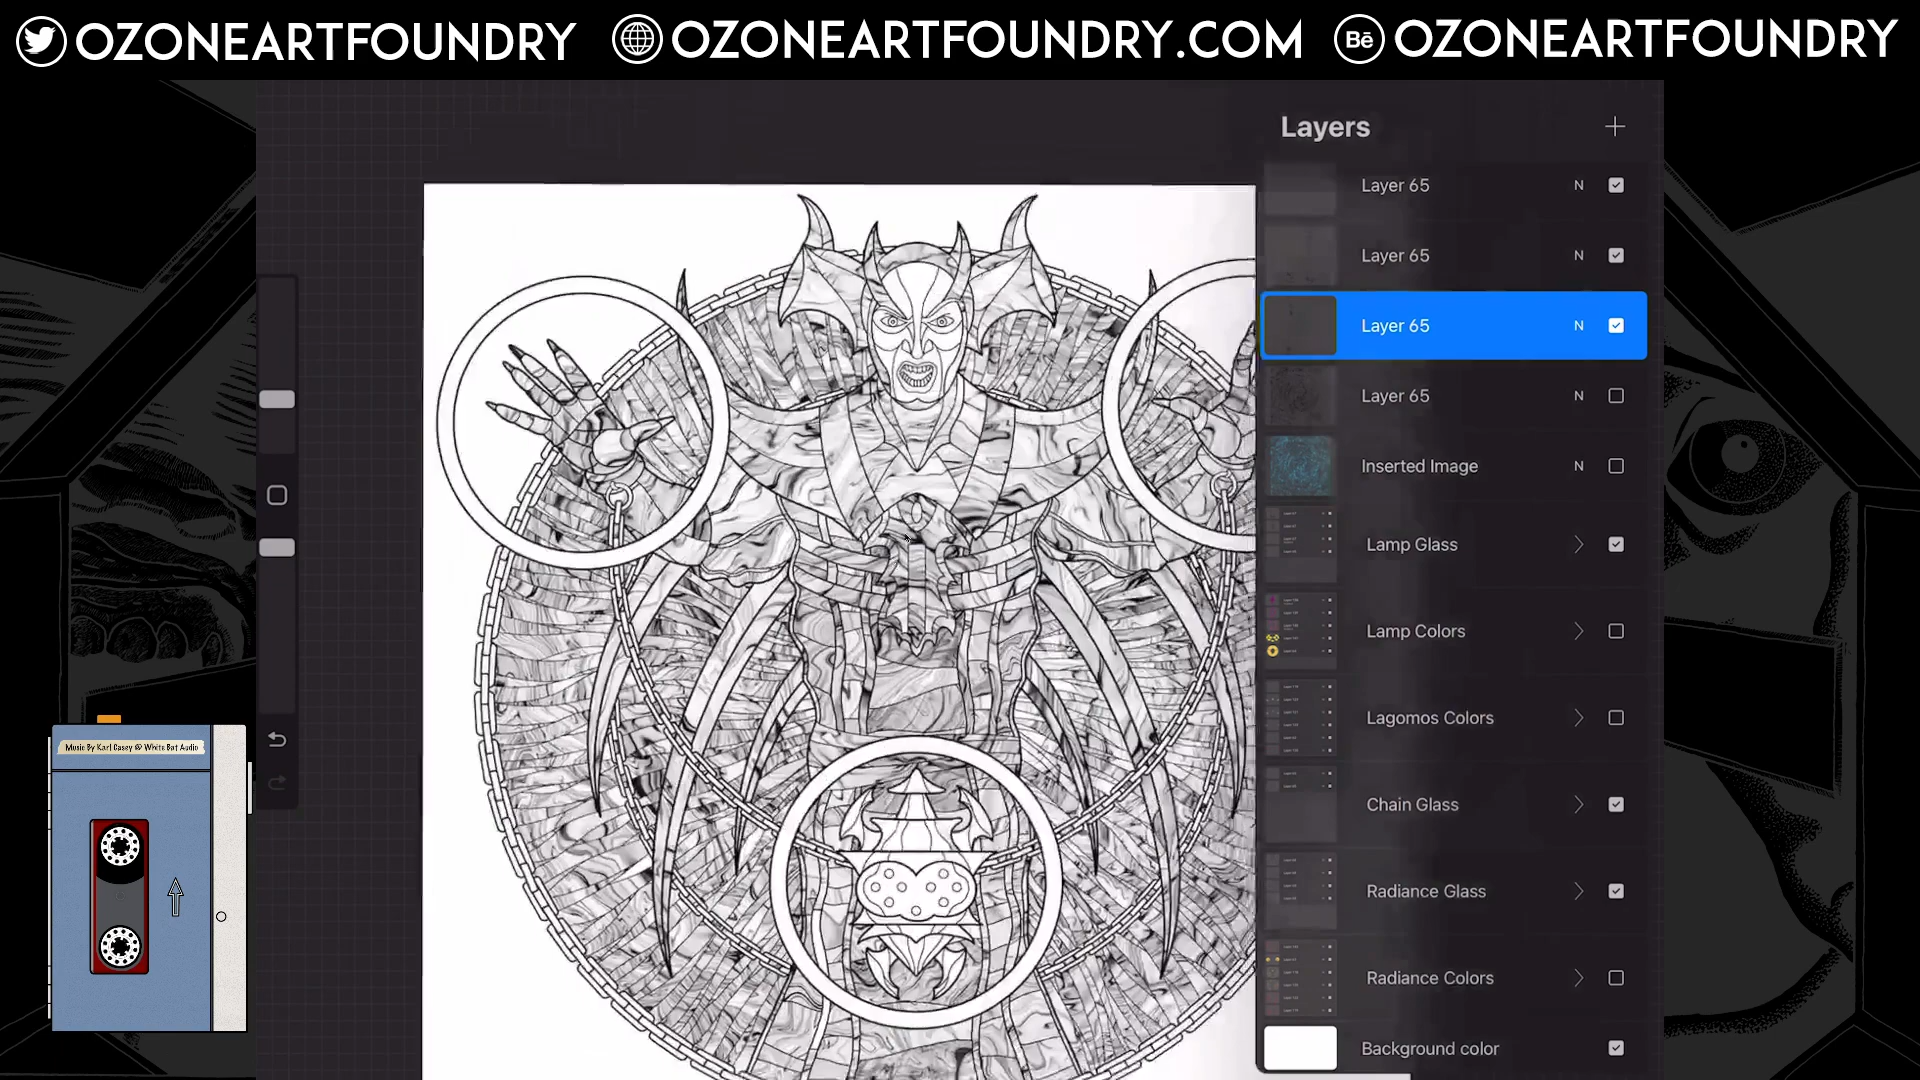 OZONEARTFOUNDRY OZONEARTFOUNDRY.COM Bē OZONEARTFOUNDRY
Layers
Layer 65 N
Layer 65 N
Layer 65 N
Layer 65 N
Inserted Image N
Lamp Glass
Lamp Colors
Lagomos Colors
Chain Glass
Radiance Glass
Radiance Colors
Background color
Music By Karl Casey @ White Bat Audio